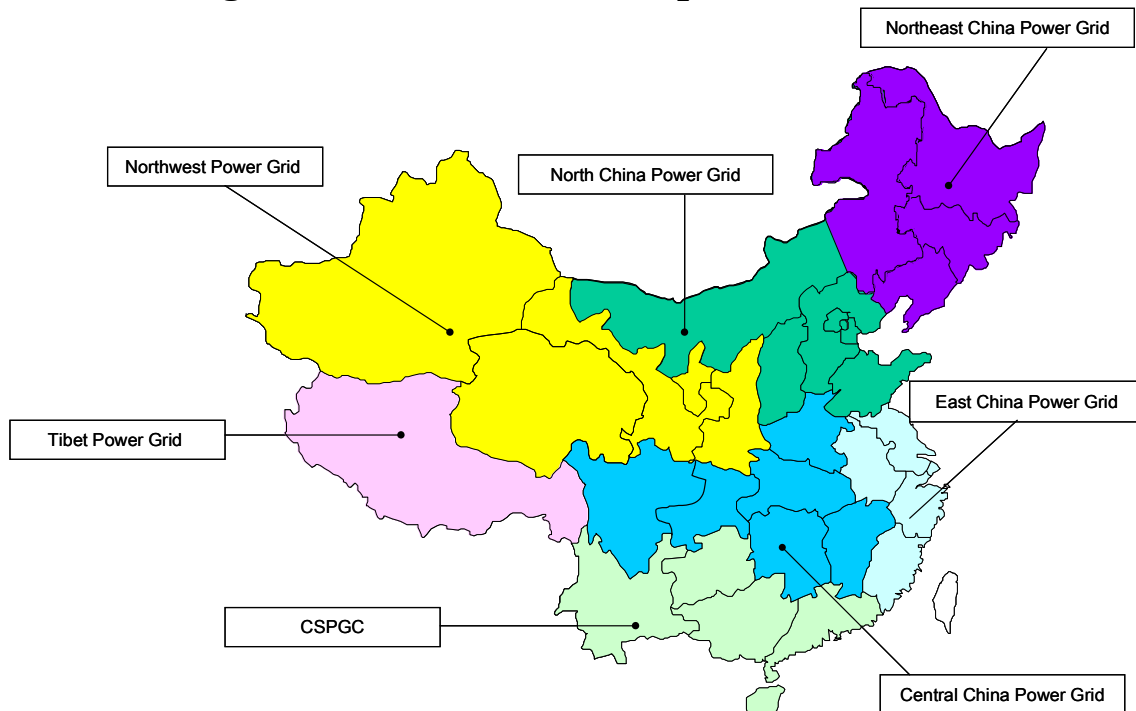 Northeast China Power Grid
Northwest Power Grid
North China Power Grid
East China Power Grid
Tibet Power Grid
CSPGC
Central China Power Grid